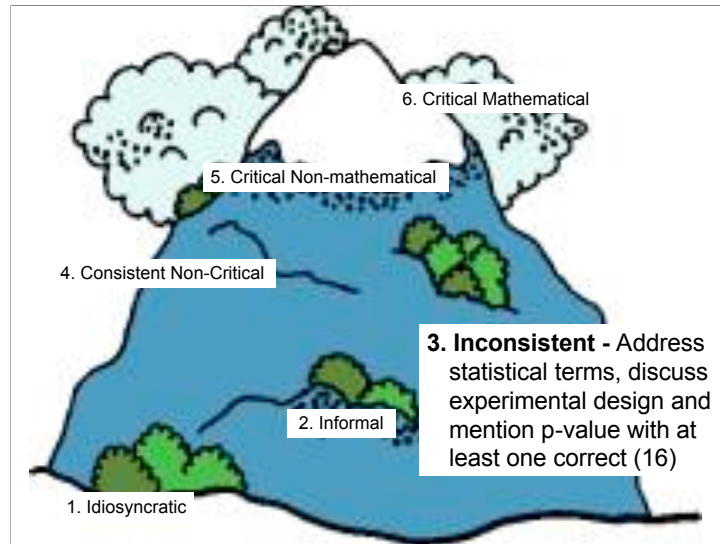 6. Critical Mathematical
5. Critical Non-mathematical
4. Consistent Non-Critical
3. Inconsistent - Address
statistical terms, discuss
experimental design and
mention p-value with at
least one correct (16)
2. Informal
1. Idiosyncratic